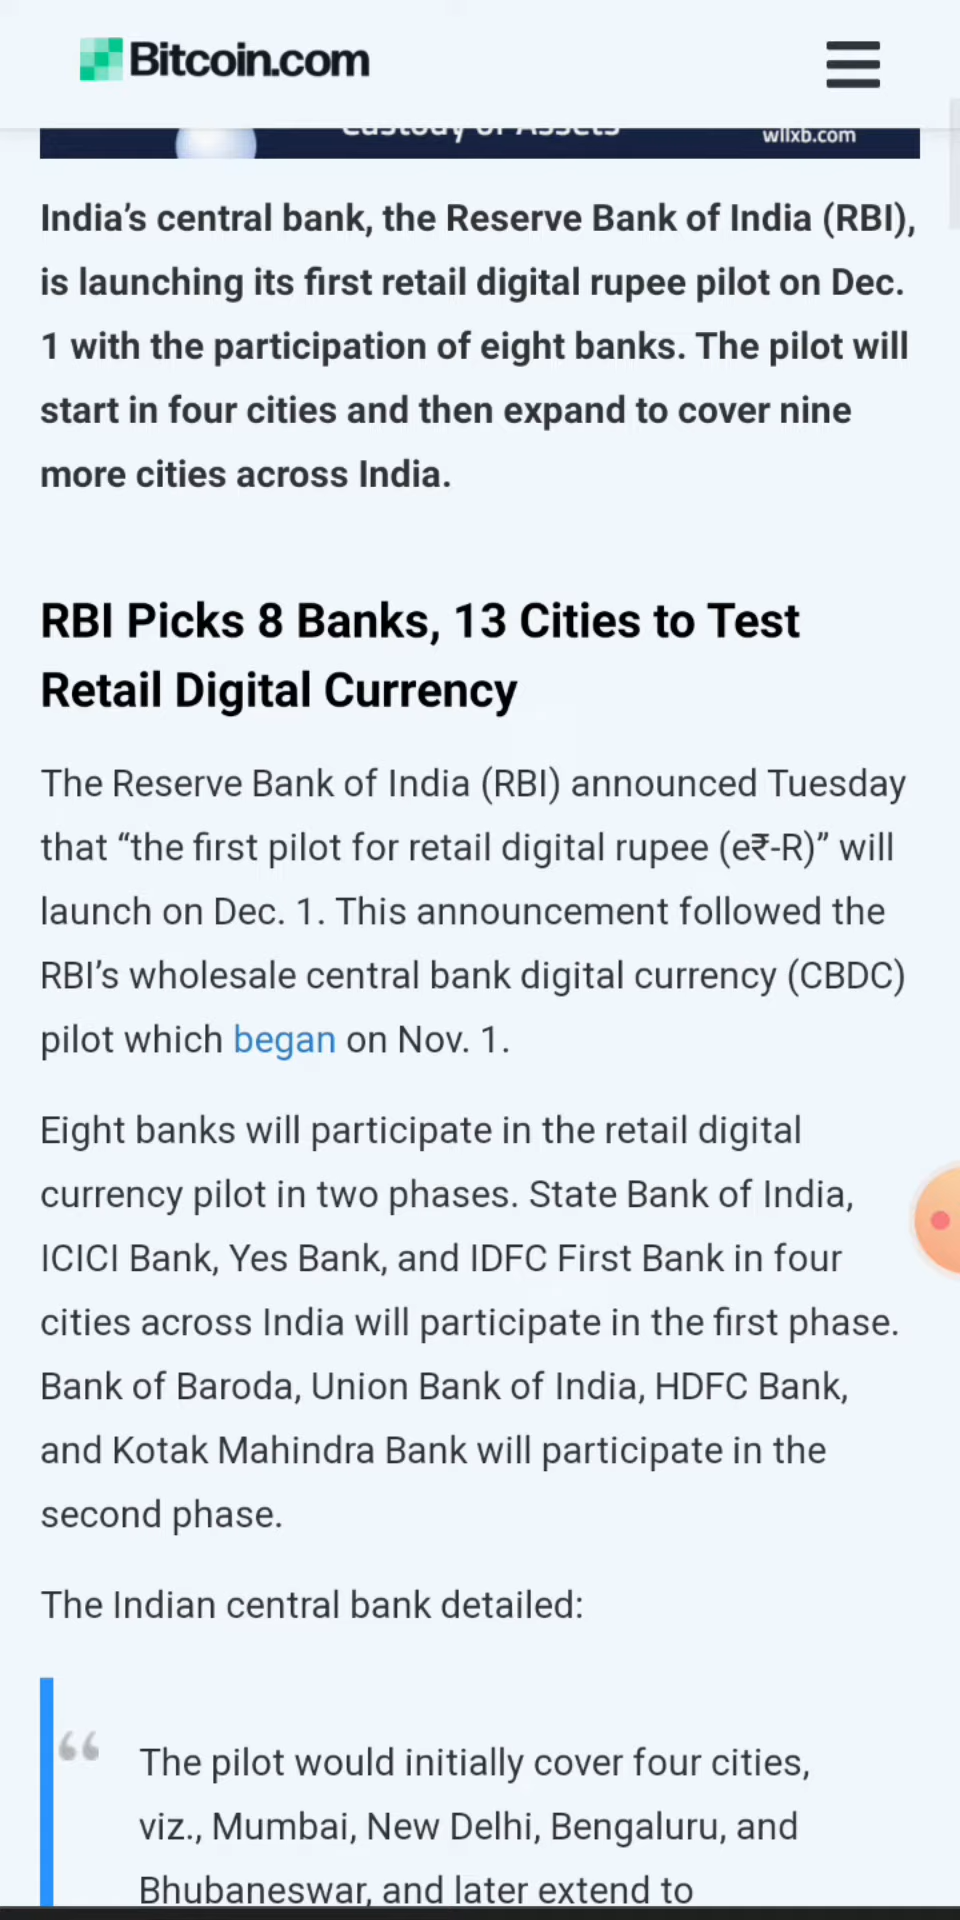 Bitcoin.com
Custody of Assets
wllxb.com
India’s central bank, the Reserve Bank of India (RBI),
is launching its first retail digital rupee pilot on Dec.
1 with the participation of eight banks. The pilot will
start in four cities and then expand to cover nine
more cities across India.
RBI Picks 8 Banks, 13 Cities to Test
Retail Digital Currency
The Reserve Bank of India (RBI) announced Tuesday
that “the first pilot for retail digital rupee (e₹-R)” will
launch on Dec. 1. This announcement followed the
RBI’s wholesale central bank digital currency (CBDC)
pilot which began on Nov. 1.
Eight banks will participate in the retail digital
currency pilot in two phases. State Bank of India,
ICICI Bank, Yes Bank, and IDFC First Bank in four
cities across India will participate in the first phase.
Bank of Baroda, Union Bank of India, HDFC Bank,
and Kotak Mahindra Bank will participate in the
second phase.
The Indian central bank detailed:
“
The pilot would initially cover four cities,
viz., Mumbai, New Delhi, Bengaluru, and
Bhubaneswar, and later extend to